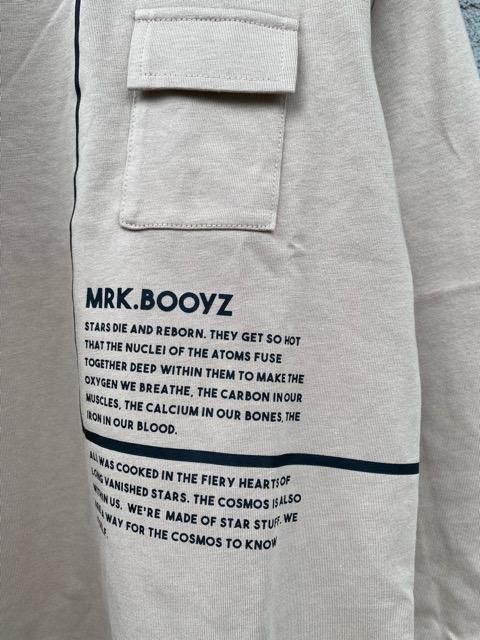 MRK.BOOYZ
STARS DIE AND REBORN. THEY GET SO HOT
THAT THE NUCLEI OF THE ATOMS FUSE
TOGETHER DEEP WITHIN THEM TO MAKE THE
OXYGEN WE BREATHE, THE CARBON IN OUR
MUSCLES, THE CALCIUM IN OUR BONES, THE
IRON IN OUR BLOOD.
ALL WAS COOKED IN THE FIERY HEARTS OF
LONG VANISHED STARS. THE COSMOS IS ALSO
WITHIN US. WE'RE MADE OF STAR STUFF. WE
A WAY FOR THE COSMOS TO KNOW